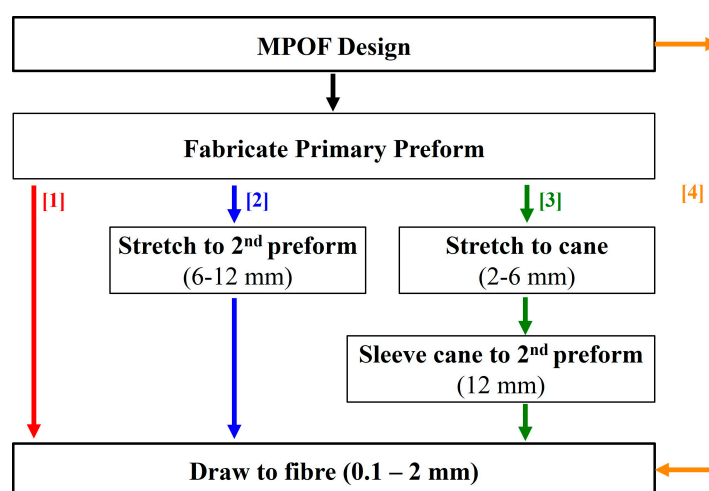 MPOF Design
Fabricate Primary Preform
[1]
[2]
[3]
[4]
Stretch to 2nd preform
(6-12 mm)
Stretch to cane
(2-6 mm)
Sleeve cane to 2nd preform
(12 mm)
Draw to fibre (0.1 – 2 mm)